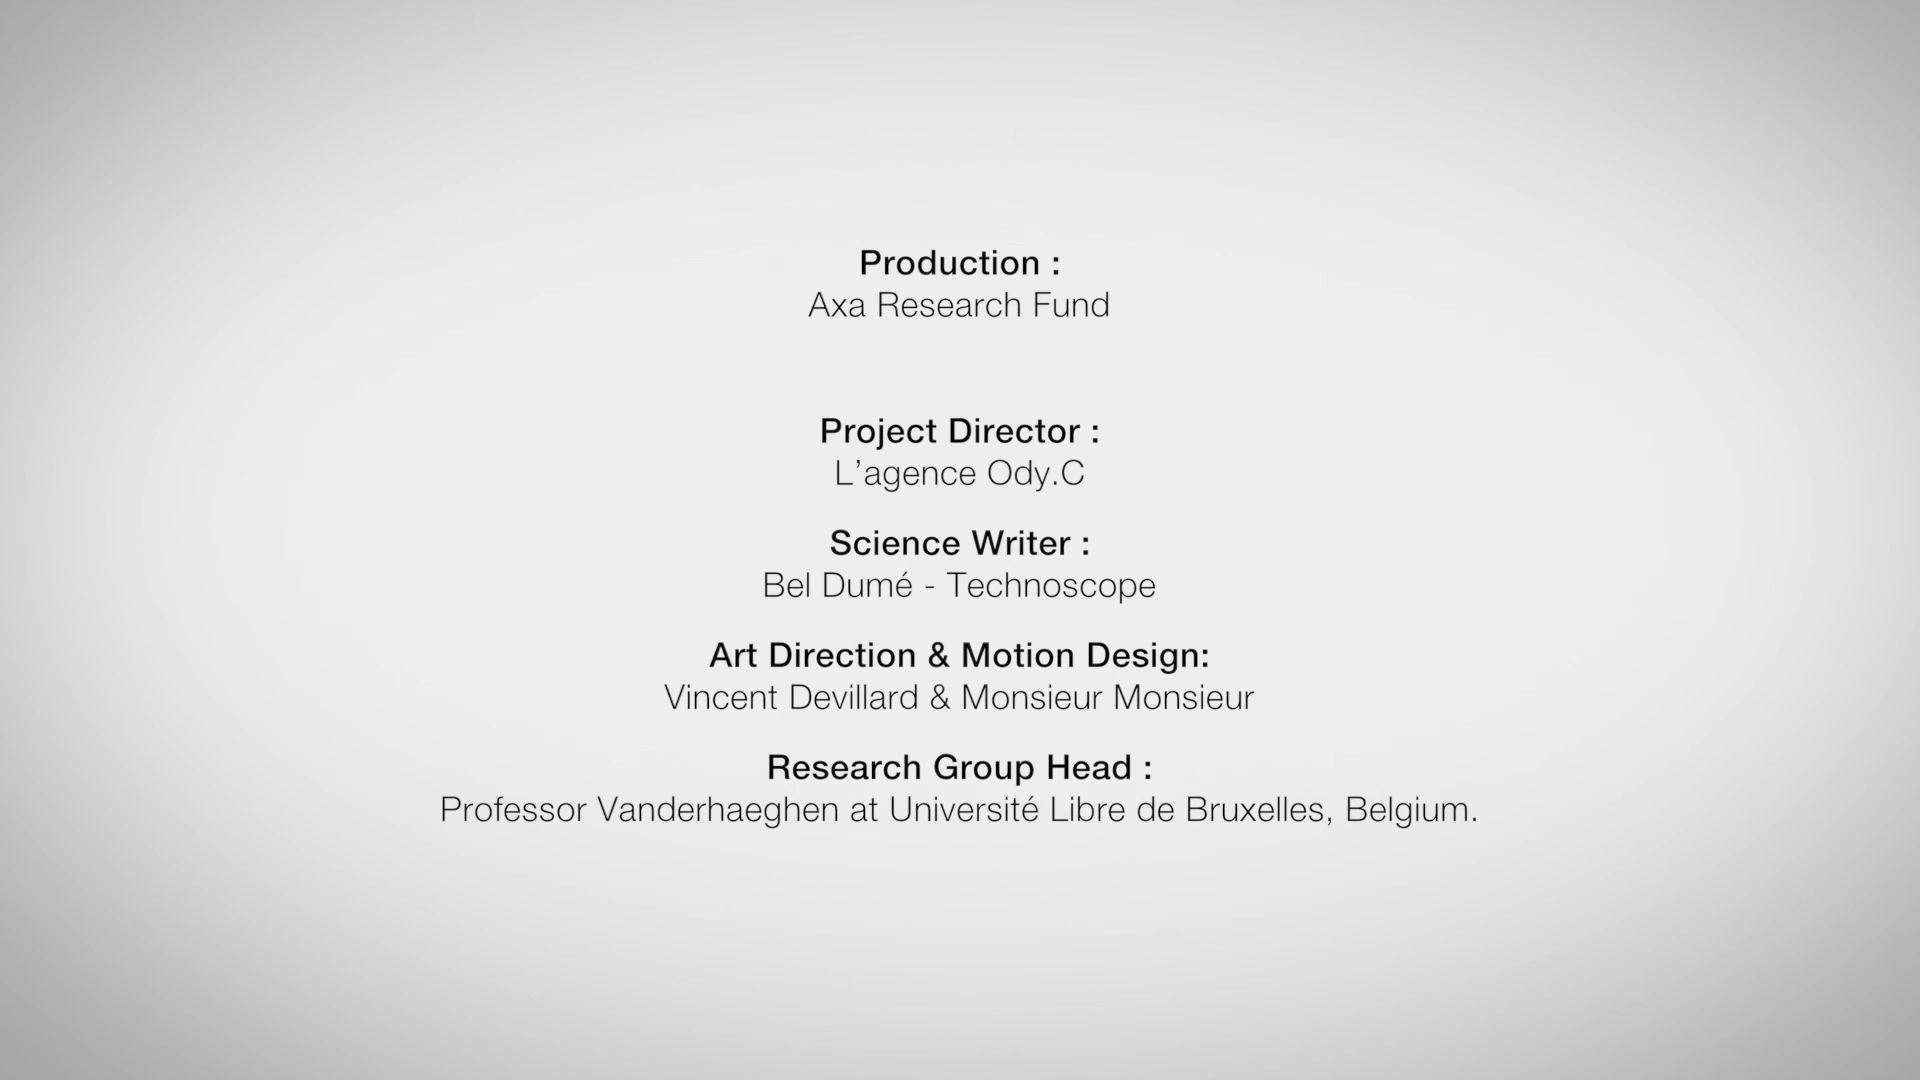 Production :
Axa Research Fund
Project Director :
L’agence Ody.C
Science Writer :
Bel Dumé - Technoscope
Art Direction & Motion Design:
Vincent Devillard & Monsieur Monsieur
Research Group Head :
Professor Vanderhaeghen at Université Libre de Bruxelles, Belgium.